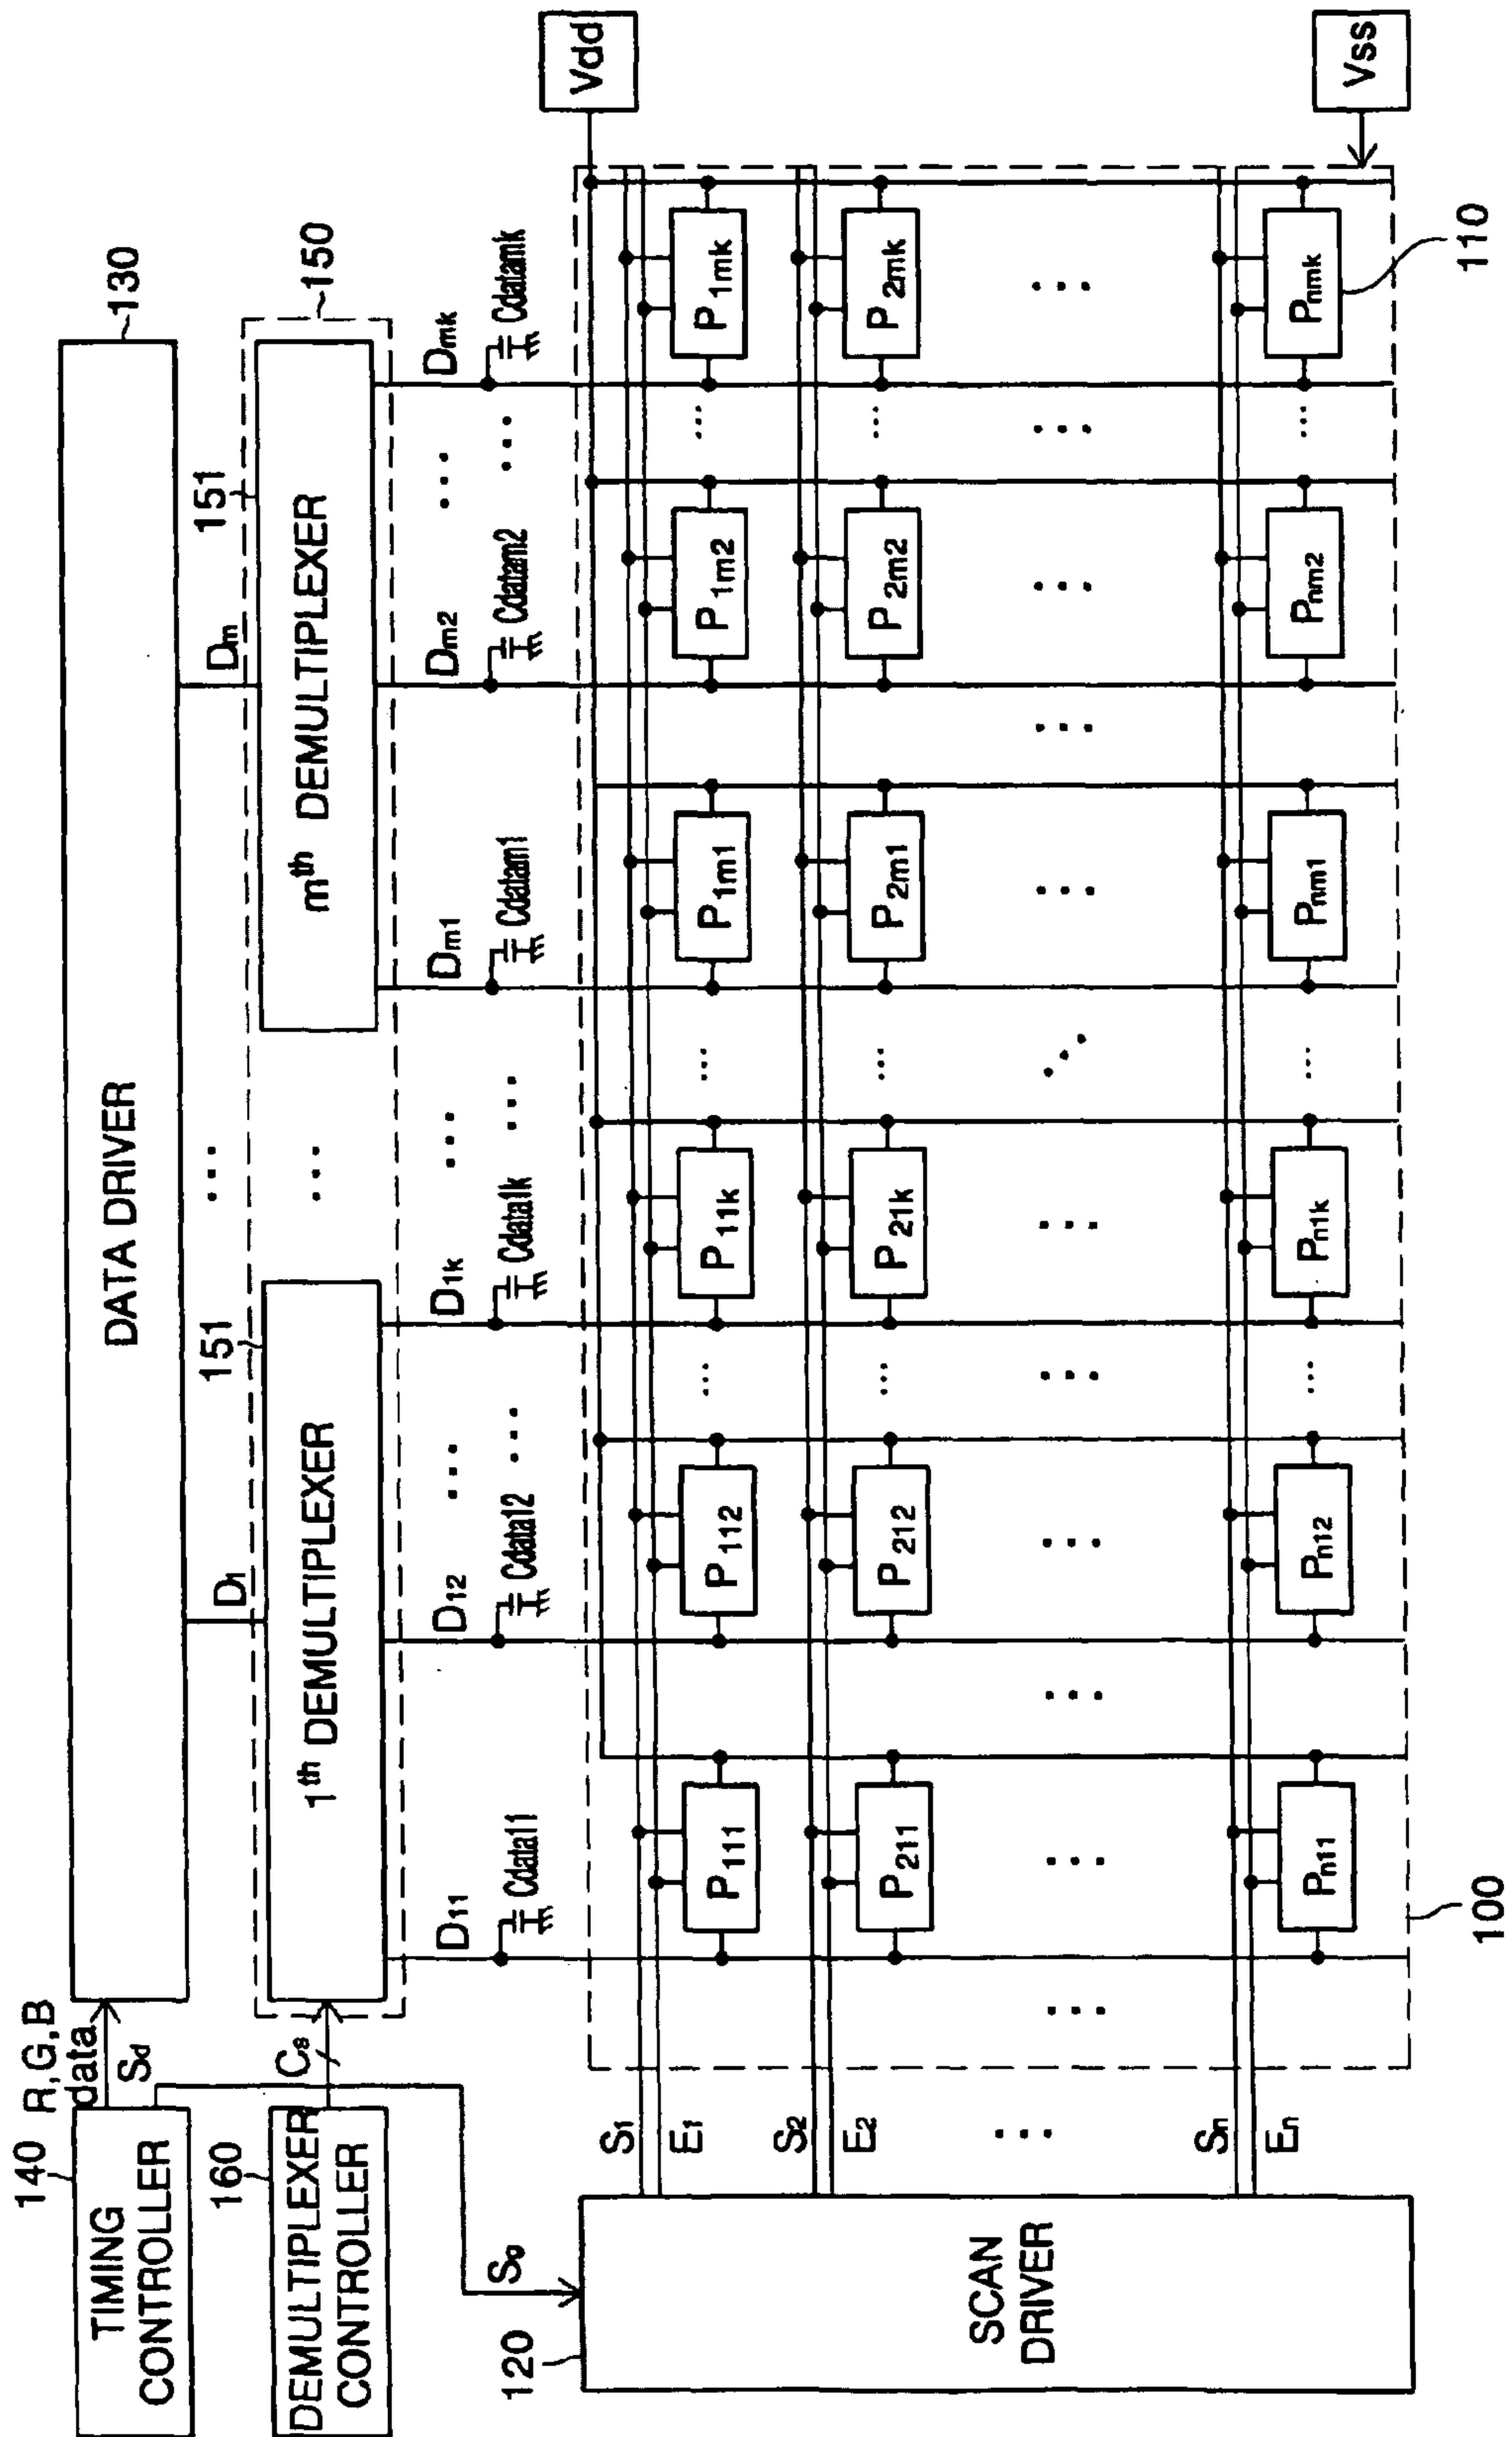 140
R,G,B
data
TIMING
CONTROLLER
Sd
DATA DRIVER
130
160
DEMULTIPLEXER
CONTROLLER
Cs
D1
...
Dm
151
151
150
1th DEMULTIPLEXER
...
mth DEMULTIPLEXER
D11
D12
...
D1k
...
Dm1
Dm2
...
Dmk
Cdata11
Cdata12
...
Cdata1k
...
Cdatam1
Cdatam2
...
Cdatamk
Vdd
120
SCAN
DRIVER
S1
E1
P111
P112
...
P11k
...
P1m1
P1m2
...
P1mk
S2
E2
P211
P212
...
P21k
...
P2m1
P2m2
...
P2mk
...
Sn
En
Pn11
Pn12
...
Pn1k
...
Pnm1
Pnm2
...
Pnmk
Vss
100
110